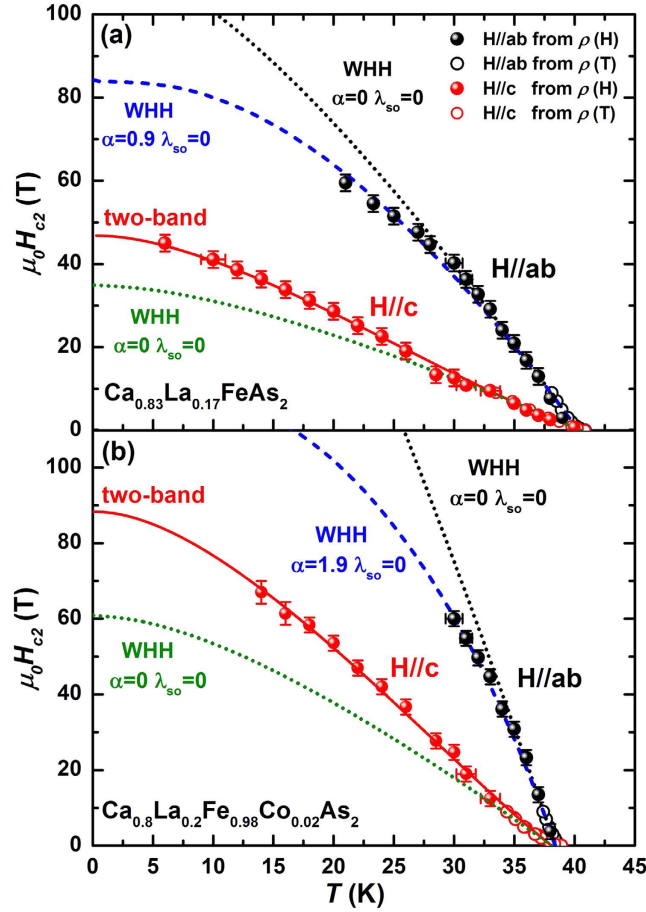 (a)
H//ab from ρ (H)
H//ab from ρ (T)
H//c from ρ (H)
H//c from ρ (T)
WHH
α=0 λso=0
WHH
α=0.9 λso=0
two-band
H//ab
H//c
WHH
α=0 λso=0
Ca0.83La0.17FeAs2
μ0Hc2 (T)
100
80
60
40
20
0
(b)
WHH
α=0 λso=0
two-band
WHH
α=1.9 λso=0
H//c
H//ab
WHH
α=0 λso=0
Ca0.8La0.2Fe0.98Co0.02As2
μ0Hc2 (T)
100
80
60
40
20
0
0 5 10 15 20 25 30 35 40 45
T (K)